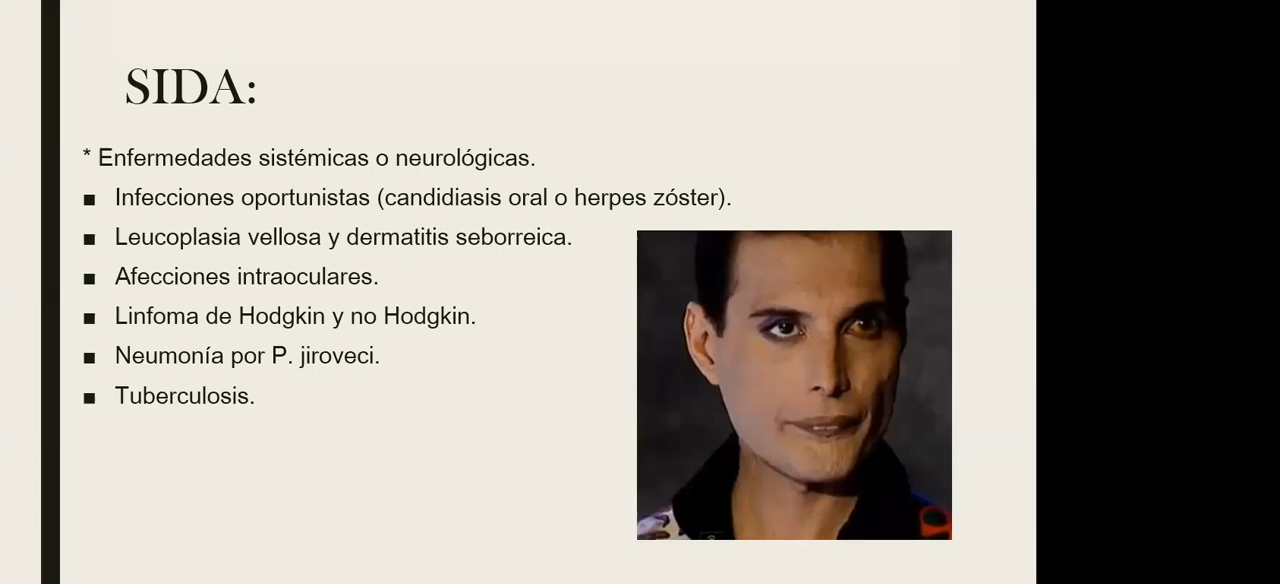 SIDA:
* Enfermedades sistémicas o neurológicas.
■ Infecciones oportunistas (candidiasis oral o herpes zóster).
■ Leucoplasia vellosa y dermatitis seborreica.
■ Afecciones intraoculares.
■ Linfoma de Hodgkin y no Hodgkin.
■ Neumonía por P. jiroveci.
■ Tuberculosis.